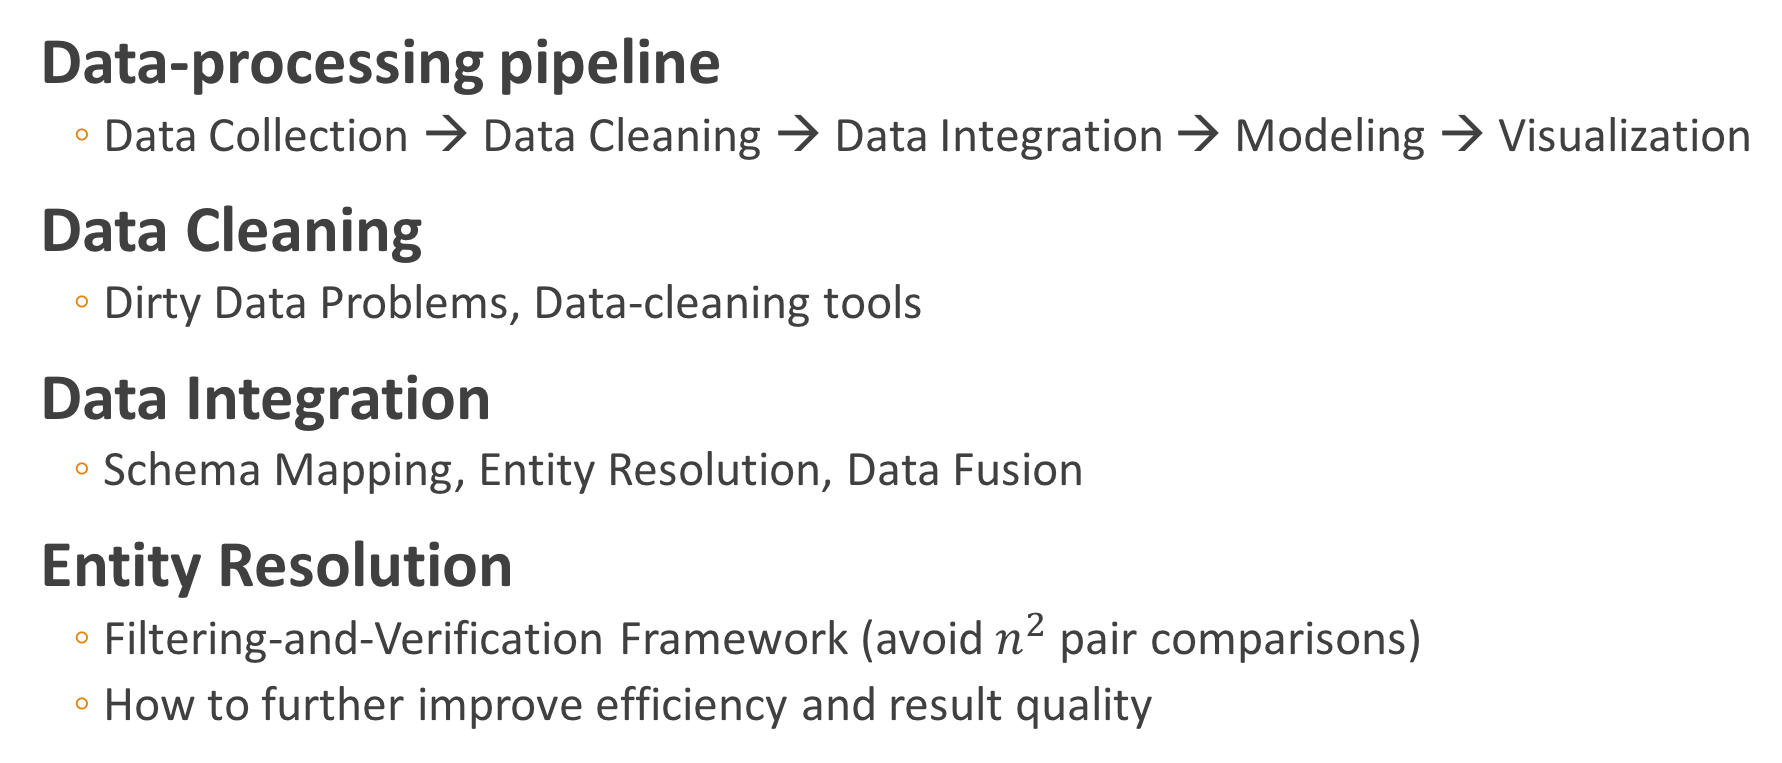 Data-processing pipeline
◦ Data Collection → Data Cleaning → Data Integration → Modeling → Visualization
Data Cleaning
◦ Dirty Data Problems, Data-cleaning tools
Data Integration
◦ Schema Mapping, Entity Resolution, Data Fusion
Entity Resolution
◦ Filtering-and-Verification Framework (avoid n² pair comparisons)
◦ How to further improve efficiency and result quality